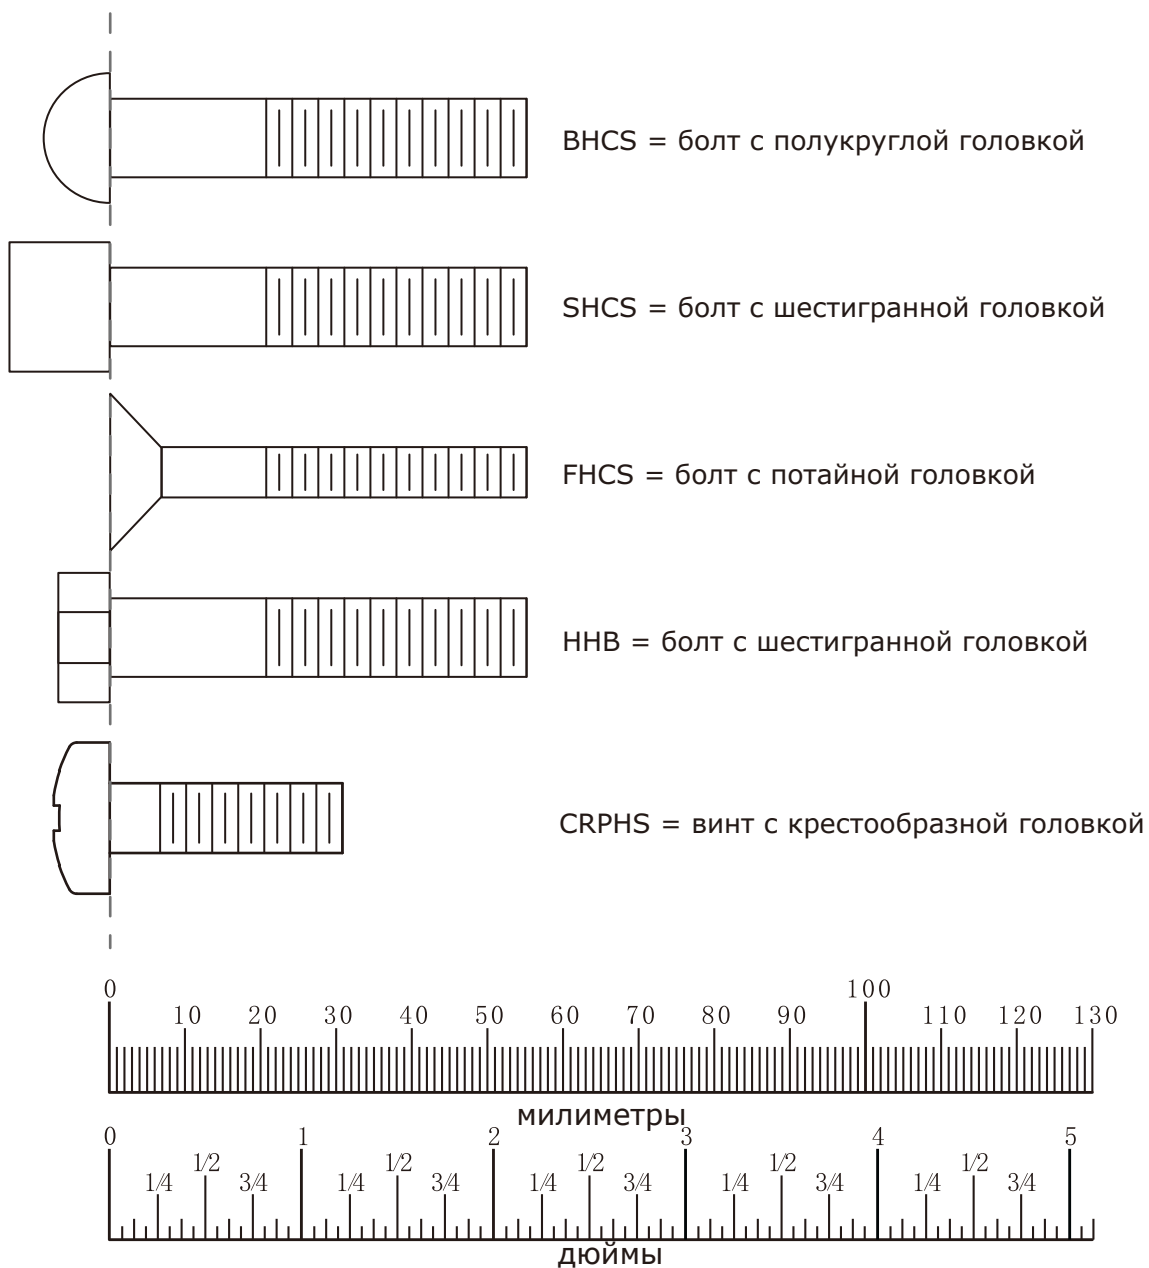 BHCS = болт с полукруглой головкой
SHCS = болт с шестигранной головкой
FHCS = болт с потайной головкой
HHB = болт с шестигранной головкой
CRPHS = винт с крестообразной головкой
0 10 20 30 40 50 60 70 80 90 100 110 120 130
милиметры
0 1/4 1/2 3/4 1 1/4 1/2 3/4 2 1/4 1/2 3/4 3 1/4 1/2 3/4 4 1/4 1/2 3/4 5
дюймы